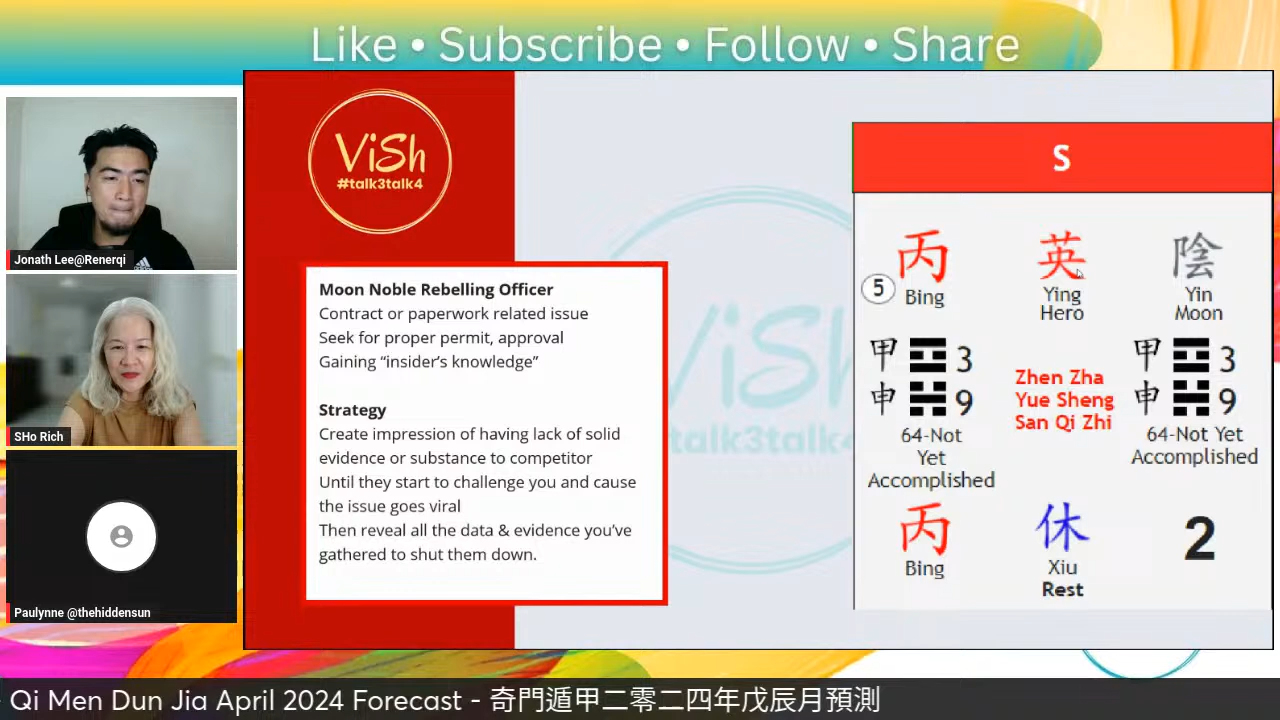 Like • Subscribe • Follow • Share
Jonath Lee@Renerqi
SHo Rich
Paulynne @thehiddensun
ViSh
#talk3talk4
Moon Noble Rebelling Officer
Contract or paperwork related issue
Seek for proper permit, approval
Gaining “insider’s knowledge”
Strategy
Create impression of having lack of solid
evidence or substance to competitor
Until they start to challenge you and cause
the issue goes viral
Then reveal all the data & evidence you’ve
gathered to shut them down.
ViSh
#talk3talk4
S
丙 英 陰
5 Bing Ying Yin
Hero Moon
甲 3 甲 3
申 9 申 9
Zhen Zha
Yue Sheng
San Qi Zhi
64-Not
Yet
Accomplished
64-Not Yet
Accomplished
丙 休 2
Bing Xiu
Rest
Qi Men Dun Jia April 2024 Forecast - 奇門遁甲二零二四年戊辰月預測